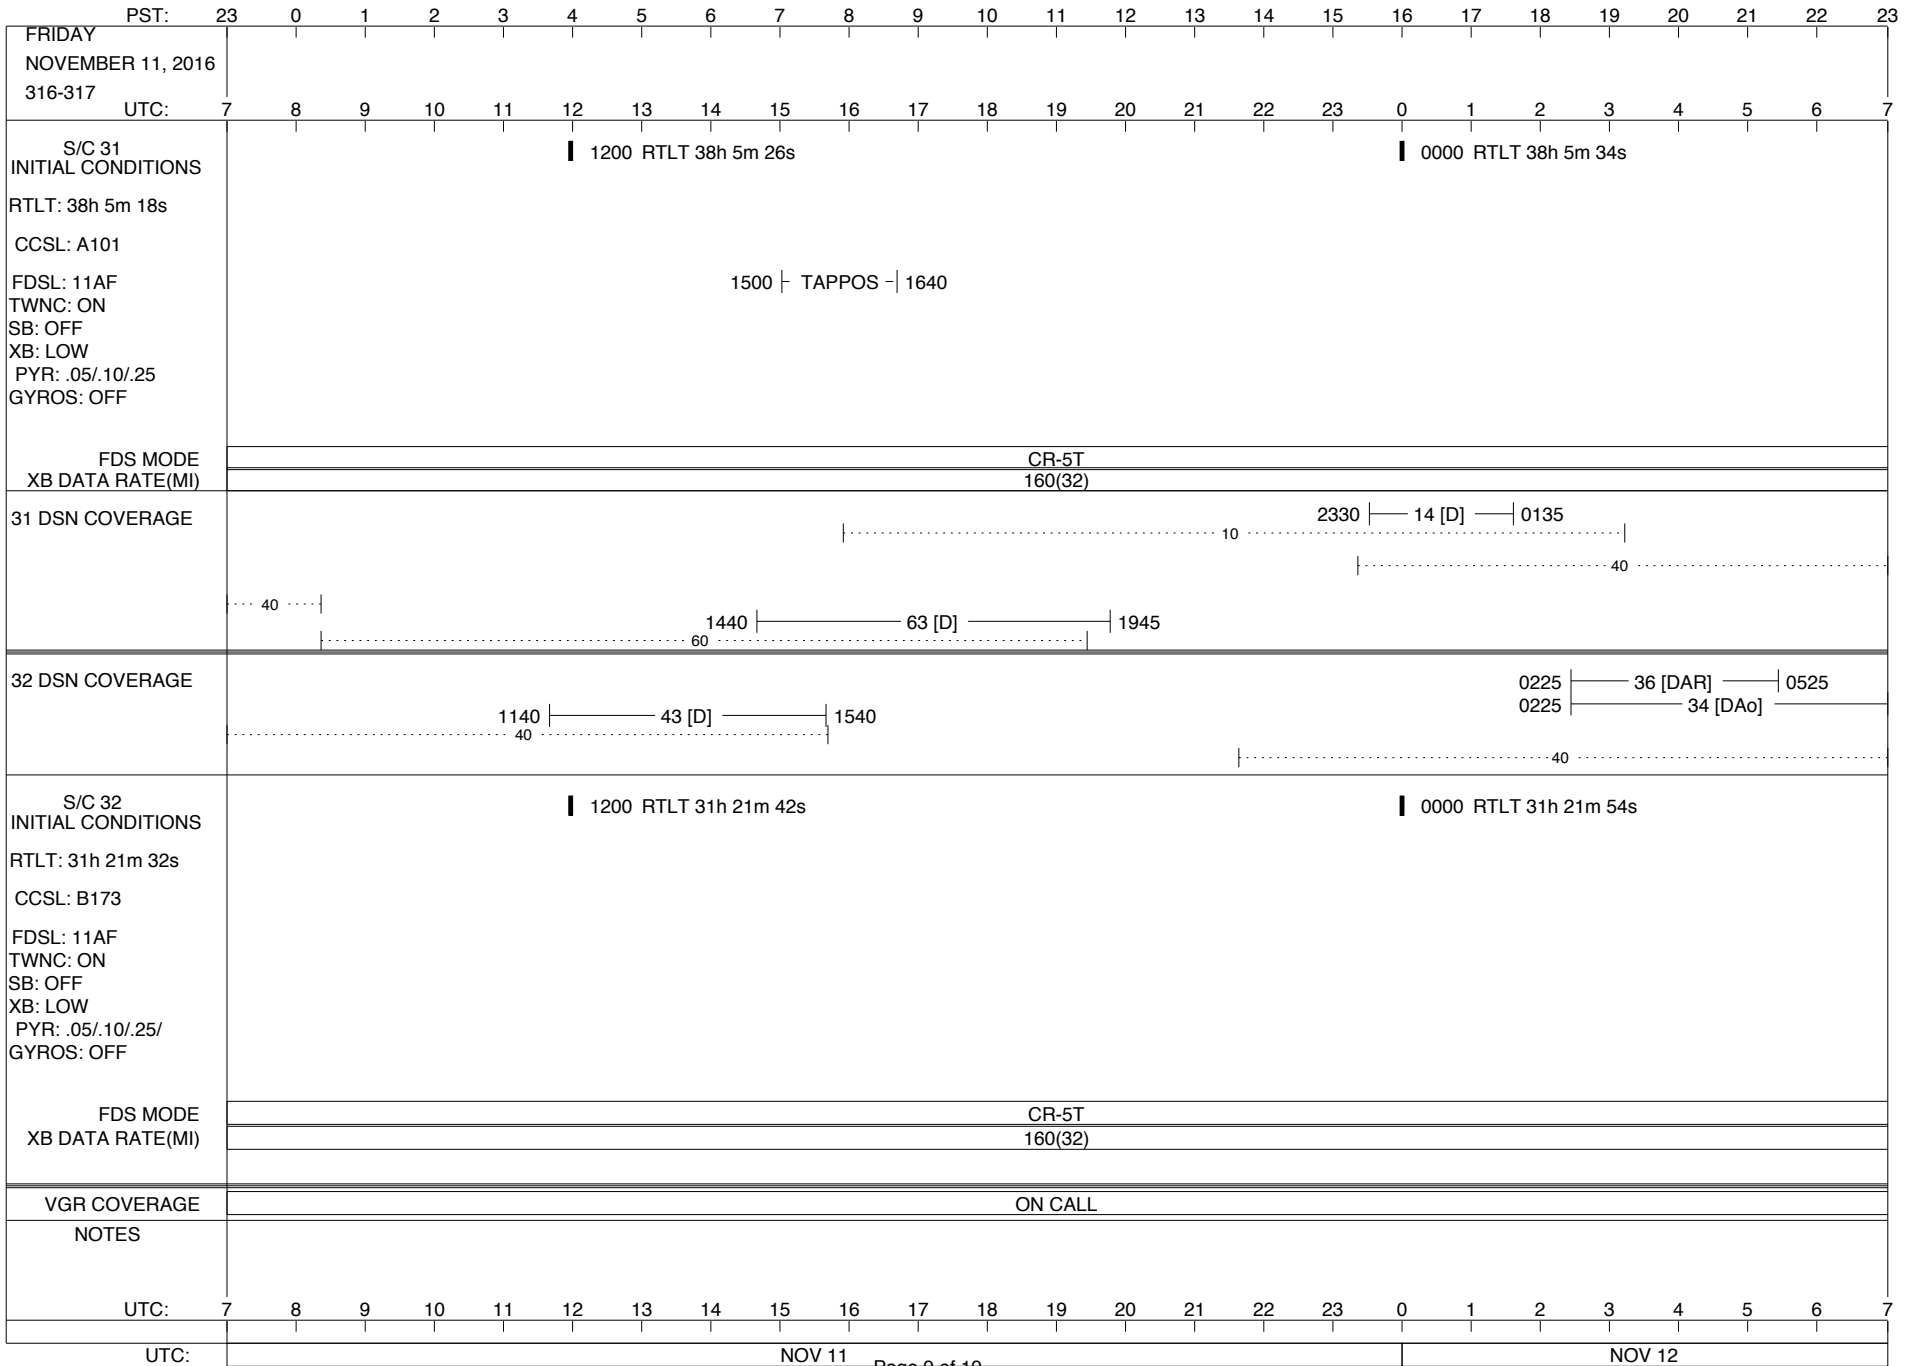 PST: 23 0 1 2 3 4 5 6 7 8 9 10 11 12 13 14 15 16 17 18 19 20 21 22 23
FRIDAY
NOVEMBER 11, 2016
316-317
UTC: 7 8 9 10 11 12 13 14 15 16 17 18 19 20 21 22 23 0 1 2 3 4 5 6 7
S/C 31
INITIAL CONDITIONS
1200 RTLT 38h 5m 26s
0000 RTLT 38h 5m 34s
RTLT: 38h 5m 18s
CCSL: A101
FDSL: 11AF
1500 TAPPOS 1640
TWNC: ON
SB: OFF
XB: LOW
PYR: .05/.10/.25
GYROS: OFF
FDS MODE CR-5T
XB DATA RATE(MI) 160(32)
31 DSN COVERAGE
2330 14 [D] 0135
10
40
40
1440 63 [D] 1945
60
32 DSN COVERAGE
0225 36 [DAR] 0525
0225 34 [DAo]
1140 43 [D] 1540
40
40
S/C 32
INITIAL CONDITIONS
1200 RTLT 31h 21m 42s
0000 RTLT 31h 21m 54s
RTLT: 31h 21m 32s
CCSL: B173
FDSL: 11AF
TWNC: ON
SB: OFF
XB: LOW
PYR: .05/.10/.25/
GYROS: OFF
FDS MODE CR-5T
XB DATA RATE(MI) 160(32)
VGR COVERAGE ON CALL
NOTES
UTC: 7 8 9 10 11 12 13 14 15 16 17 18 19 20 21 22 23 0 1 2 3 4 5 6 7
UTC: NOV 11 NOV 12
Page 9 of 19